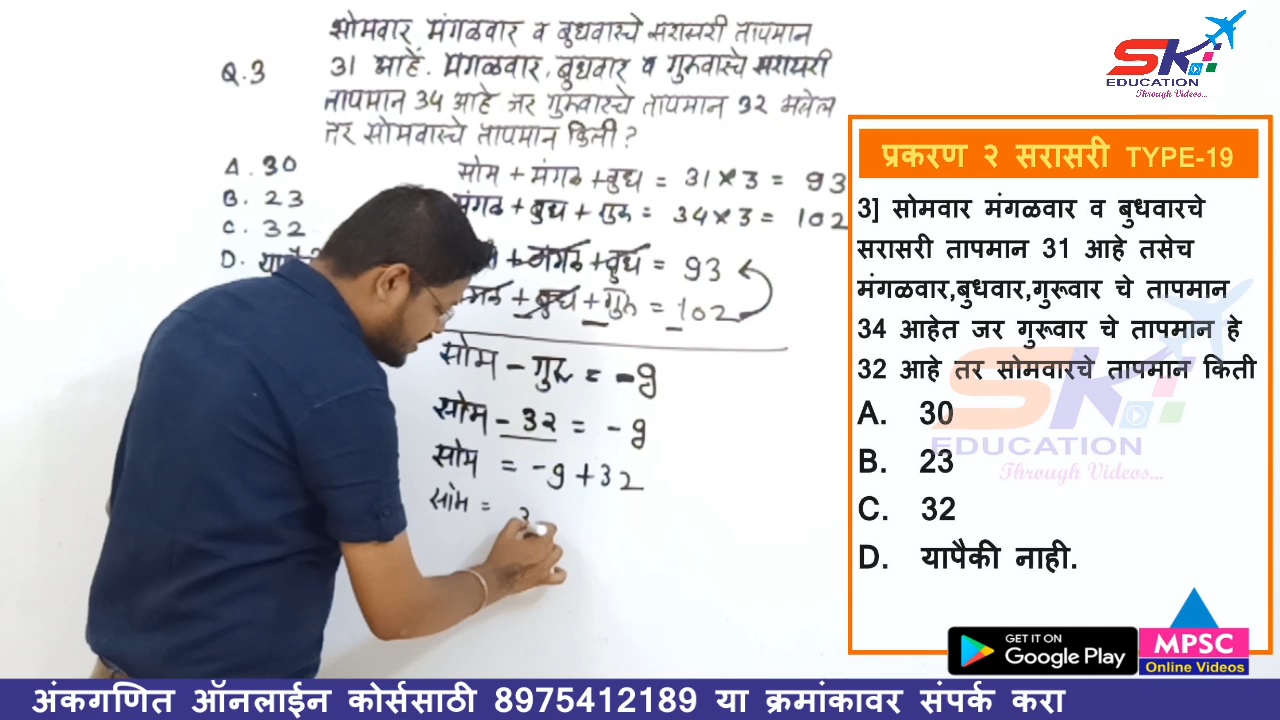 सोमवार, मंगळवार व बुधवारचे सरासरी तापमान
Q.3 31 आहे. मंगळवार, बुधवार व गुरुवारचे सरासरी
तापमान 34 आहे जर गुरुवारचे तापमान 32 असेल
तर सोमवारचे तापमान किती?
A. 30
B. 23
C. 32
D.
सोम + मंगळ + बुध = 31 × 3 = 93
मंगळ + बुध + गुरु = 34 × 3 = 102
+ मंगळ + बुध = 93
+ बुध + गुरु = 102
सोम - गुरु = -9
सोम - 32 = -9
सोम = -9 + 32
सोम =
SK
EDUCATION
Through Videos...
प्रकरण २ सरासरी TYPE-19
3] सोमवार मंगळवार व बुधवारचे
सरासरी तापमान 31 आहे तसेच
मंगळवार,बुधवार,गुरूवार चे तापमान
34 आहेत जर गुरूवार चे तापमान हे
32 आहे तर सोमवारचे तापमान किती
A. 30
B. 23
C. 32
D. यापैकी नाही.
SK
EDUCATION
Through Videos...
GET IT ON
Google Play
MPSC
Online Videos
अंकगणित ऑनलाईन कोर्ससाठी 8975412189 या क्रमांकावर संपर्क करा